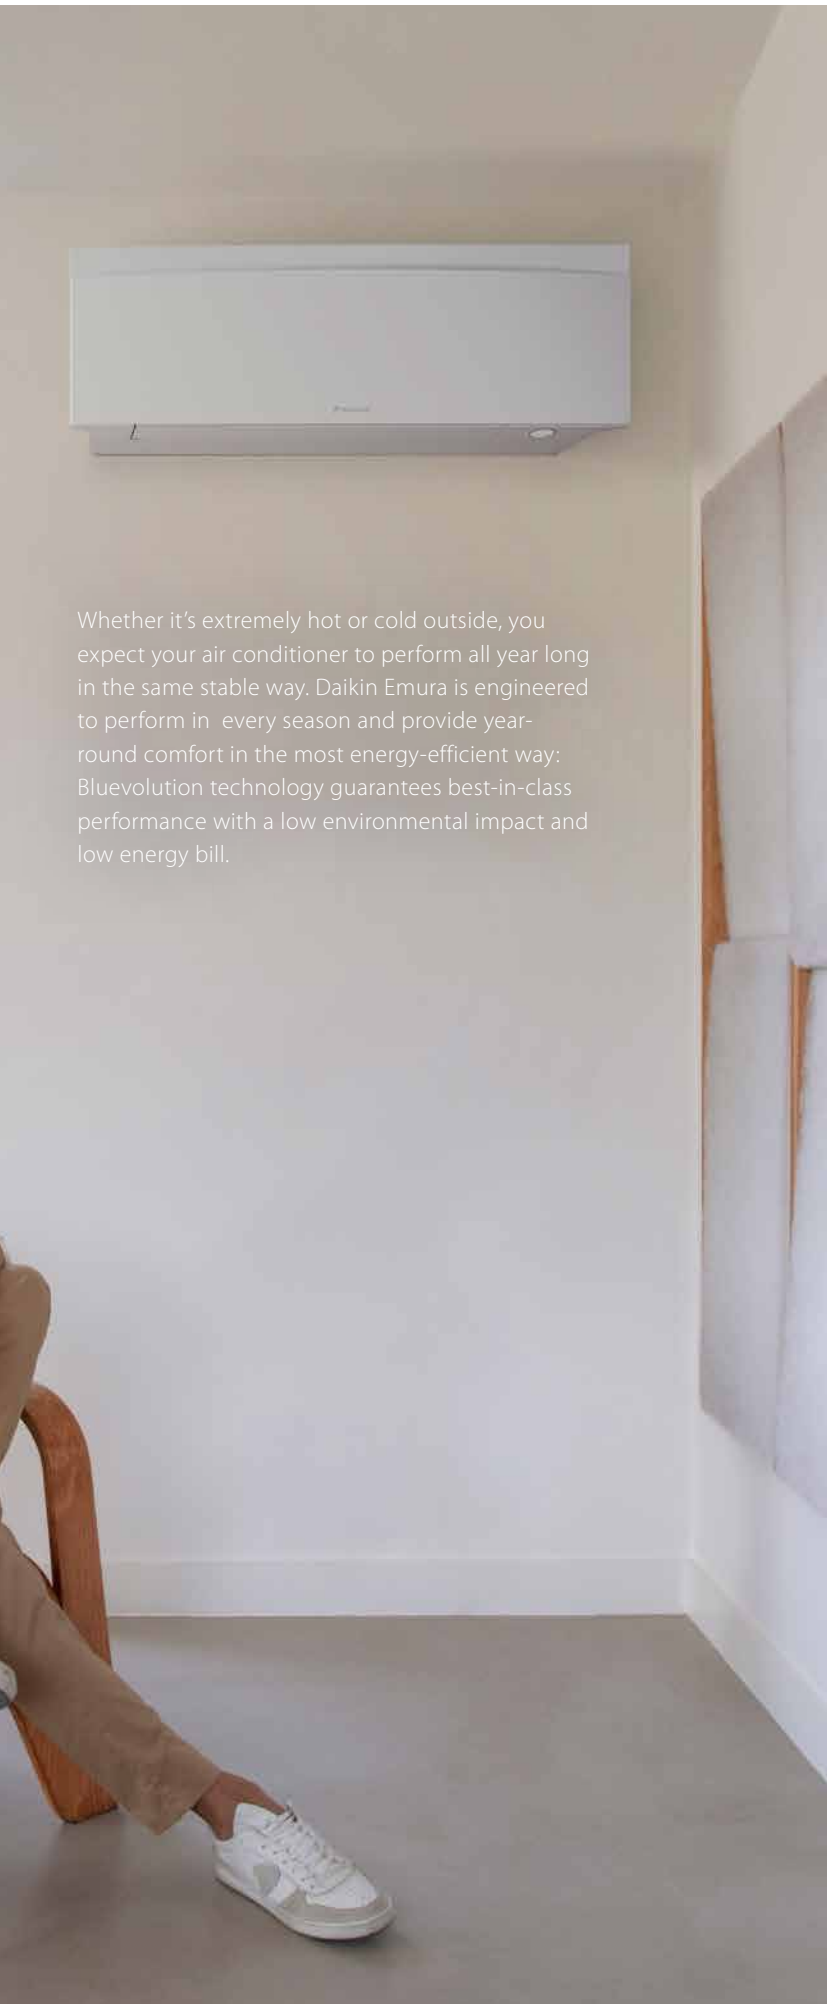 Whether it’s extremely hot or cold outside, you
expect your air conditioner to perform all year long
in the same stable way. Daikin Emura is engineered
to perform in  every season and provide year-
round comfort in the most energy-efficient way:
Bluevolution technology guarantees best-in-class
performance with a low environmental impact and
low energy bill.